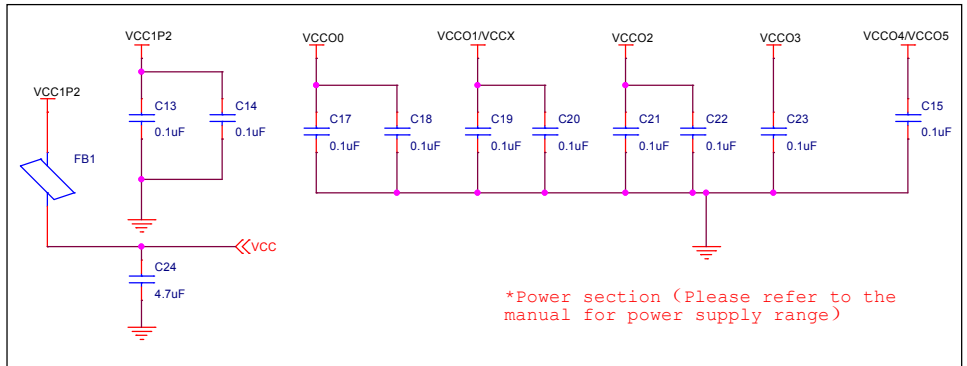 VCC1P2
VCCO0
VCCO1/VCCX
VCCO2
VCCO3
VCCO4/VCCO5
VCC1P2
C13
C14
C17
C18
C19
C20
C21
C22
C23
C15
0.1uF
0.1uF
0.1uF
0.1uF
0.1uF
0.1uF
0.1uF
0.1uF
0.1uF
0.1uF
FB1
VCC
C24
4.7uF
*Power section (Please refer to the
manual for power supply range)